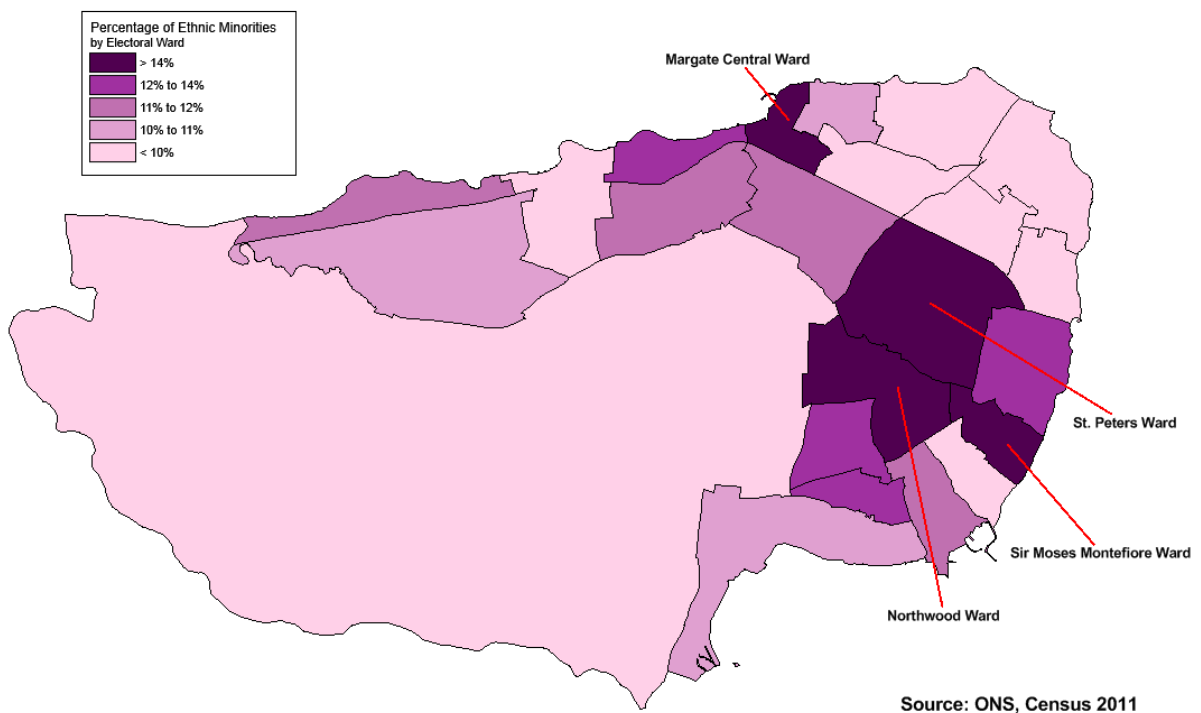 Percentage of Ethnic Minorities
by Electoral Ward
> 14%
12% to 14%
11% to 12%
10% to 11%
< 10%
Margate Central Ward
St. Peters Ward
Sir Moses Montefiore Ward
Northwood Ward
Source: ONS, Census 2011